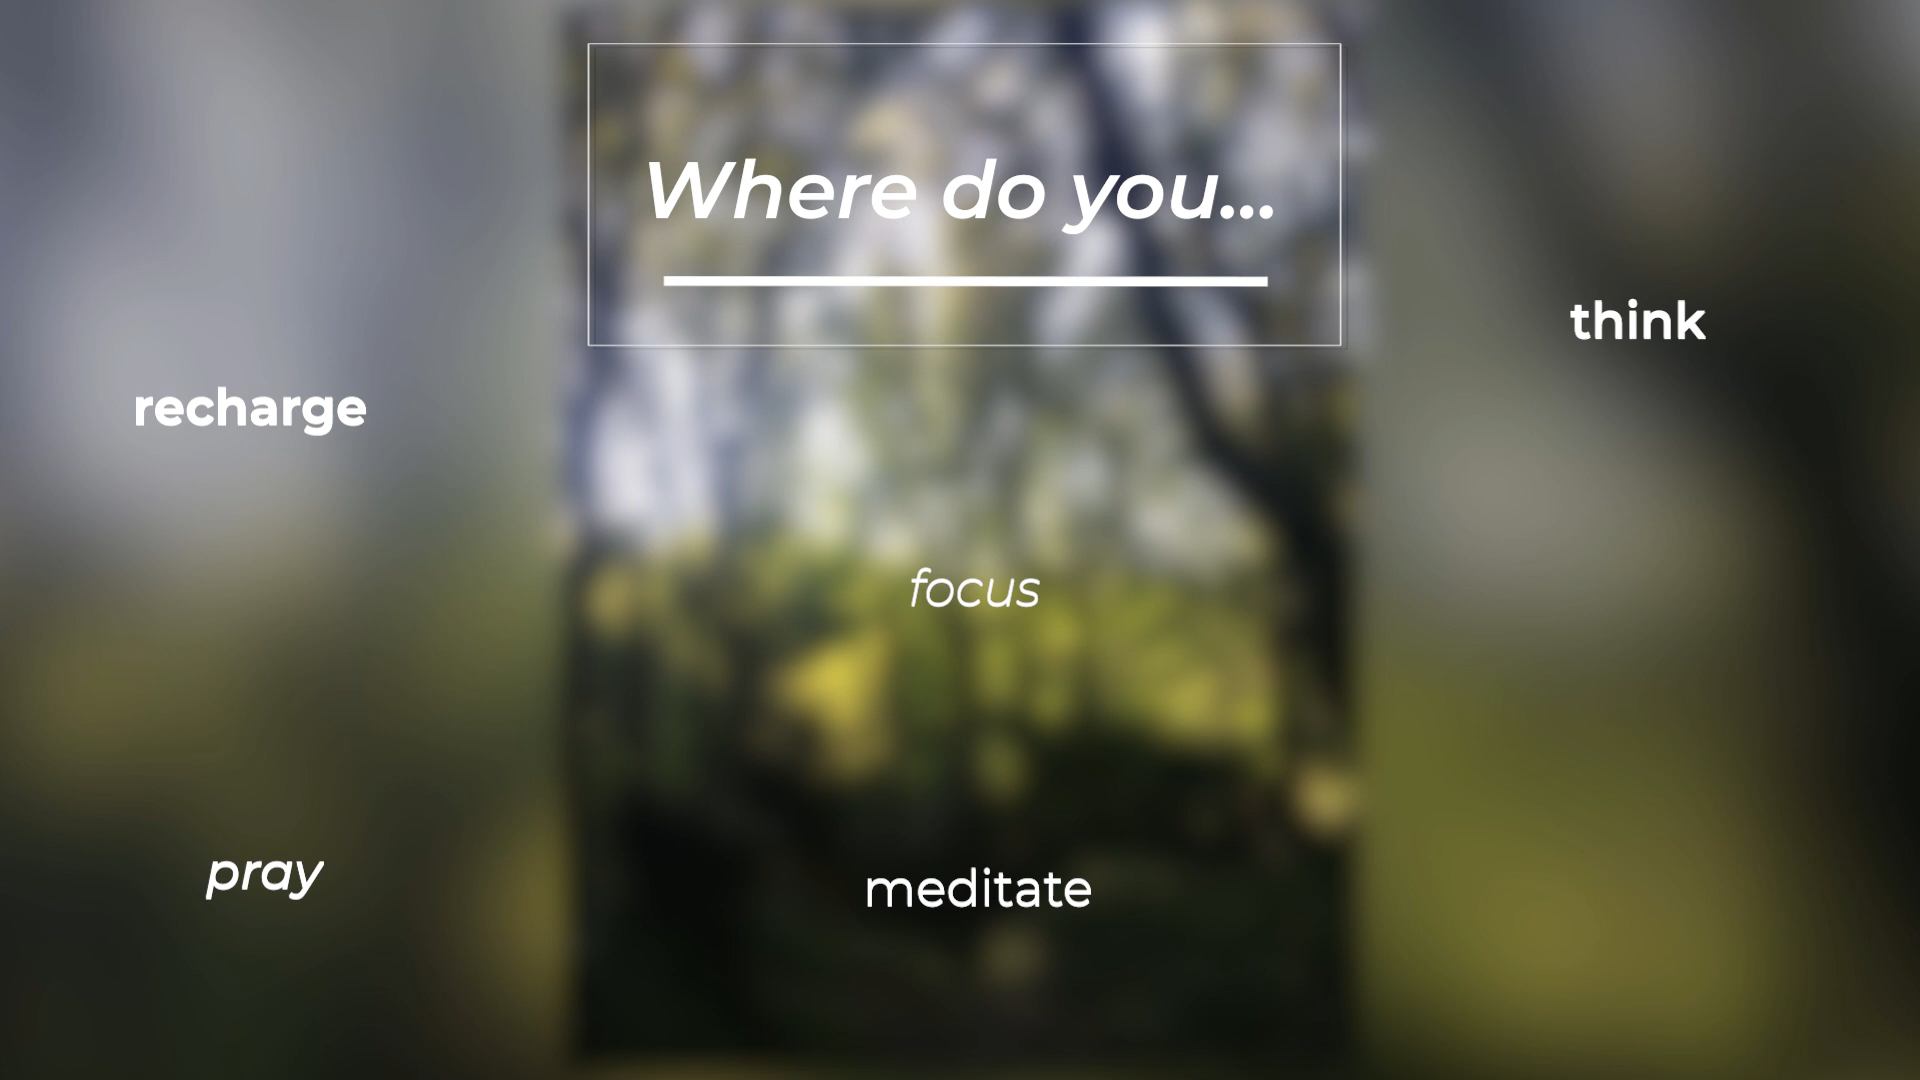 Where do you...
think
recharge
focus
pray
meditate